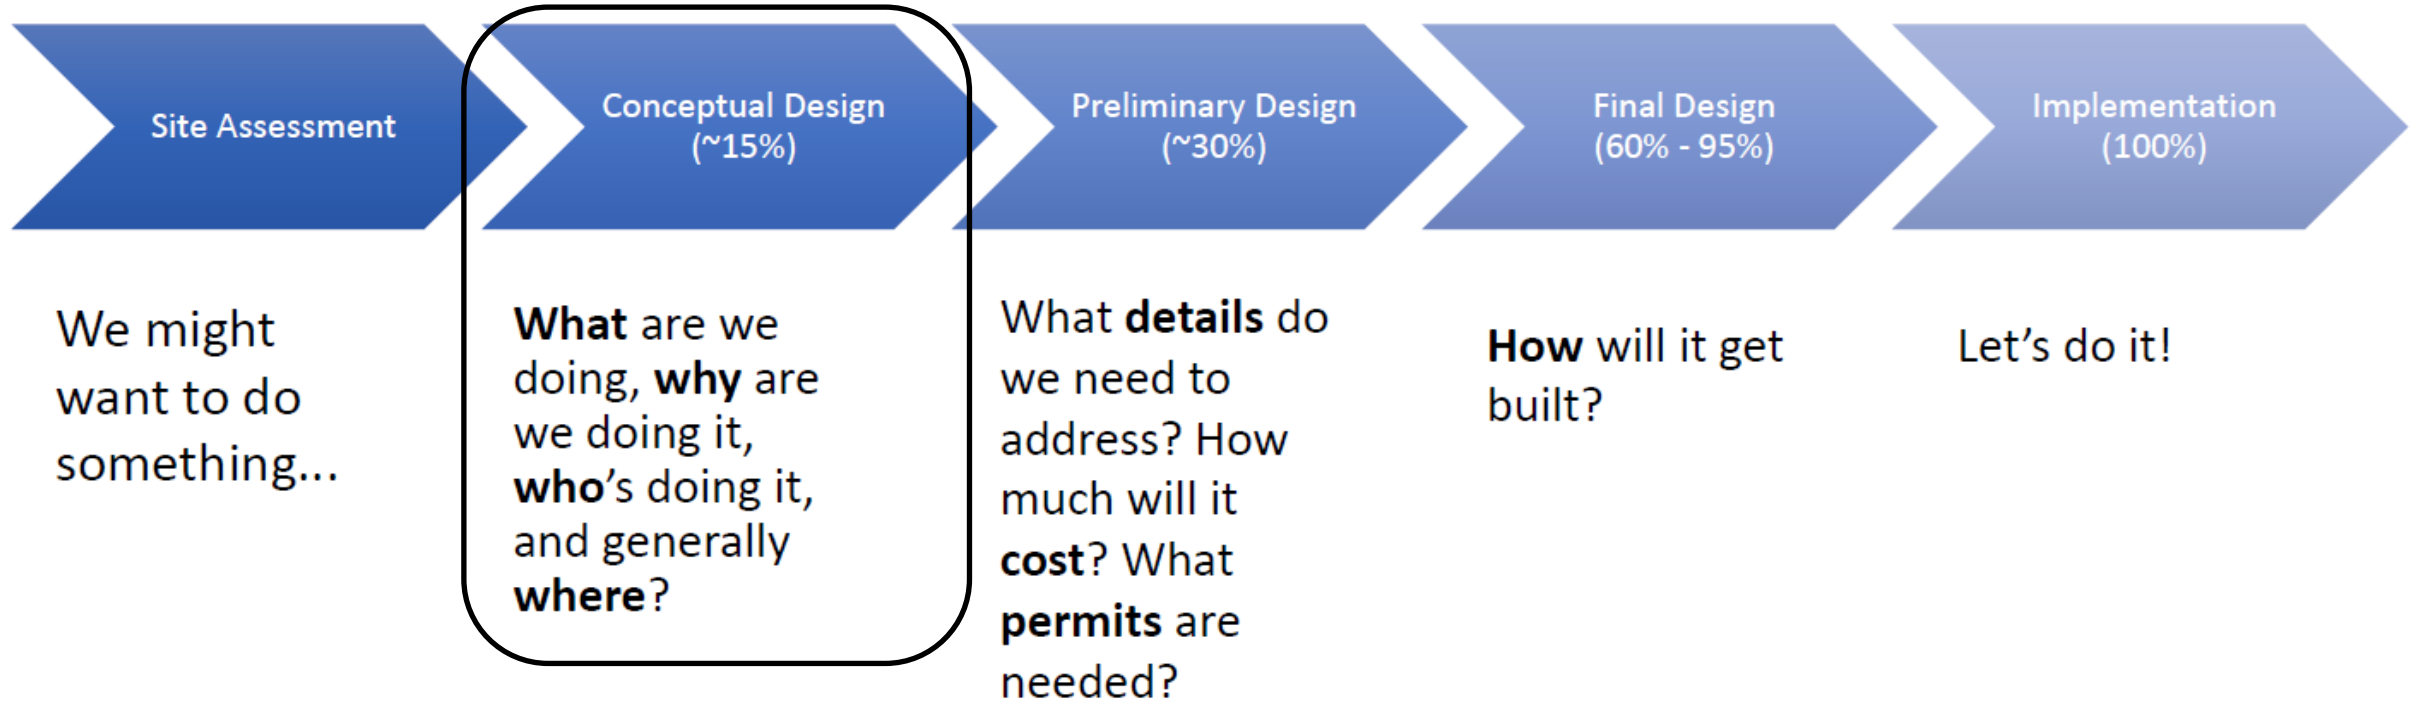 Site Assessment
Conceptual Design
(~15%)
Preliminary Design
(~30%)
Final Design
(60% - 95%)
Implementation
(100%)
We might
want to do
something...
What are we
doing, why are
we doing it,
who's doing it,
and generally
where?
What details do
we need to
address? How
much will it
cost? What
permits are
needed?
How will it get
built?
Let's do it!